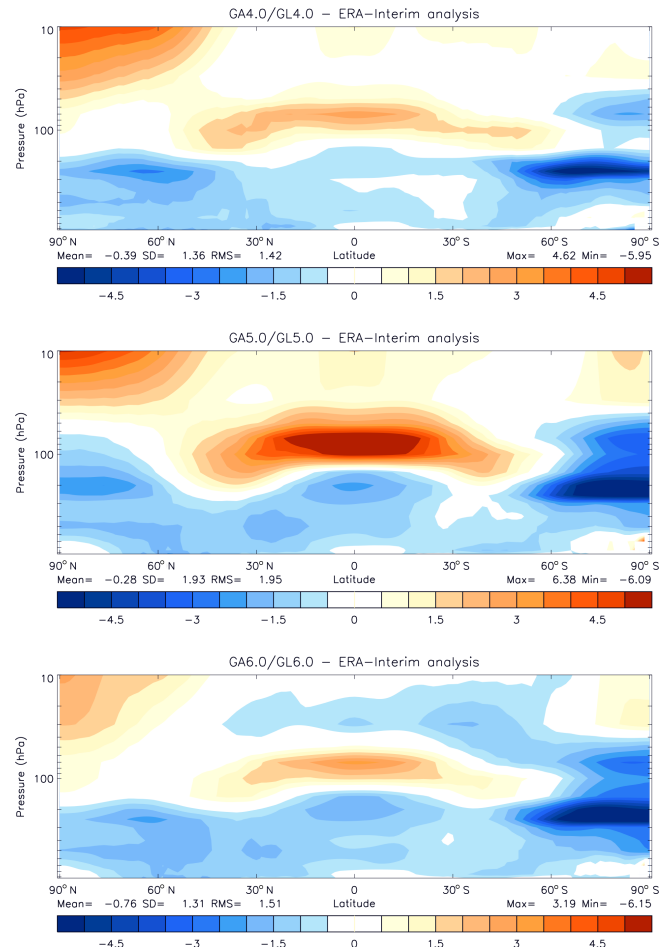 GA4.0/GL4.0 – ERA–Interim analysis
10
100
Pressure (hPa)
90° N 60° N 30° N 0 30° S 60° S 90° S
Mean= −0.39 SD= 1.36 RMS= 1.42 Latitude Max= 4.62 Min= −5.95
−4.5 −3 −1.5 0 1.5 3 4.5
GA5.0/GL5.0 – ERA–Interim analysis
10
100
Pressure (hPa)
90° N 60° N 30° N 0 30° S 60° S 90° S
Mean= −0.28 SD= 1.93 RMS= 1.95 Latitude Max= 6.38 Min= −6.09
−4.5 −3 −1.5 0 1.5 3 4.5
GA6.0/GL6.0 – ERA–Interim analysis
10
100
Pressure (hPa)
90° N 60° N 30° N 0 30° S 60° S 90° S
Mean= −0.76 SD= 1.31 RMS= 1.51 Latitude Max= 3.19 Min= −6.15
−4.5 −3 −1.5 0 1.5 3 4.5